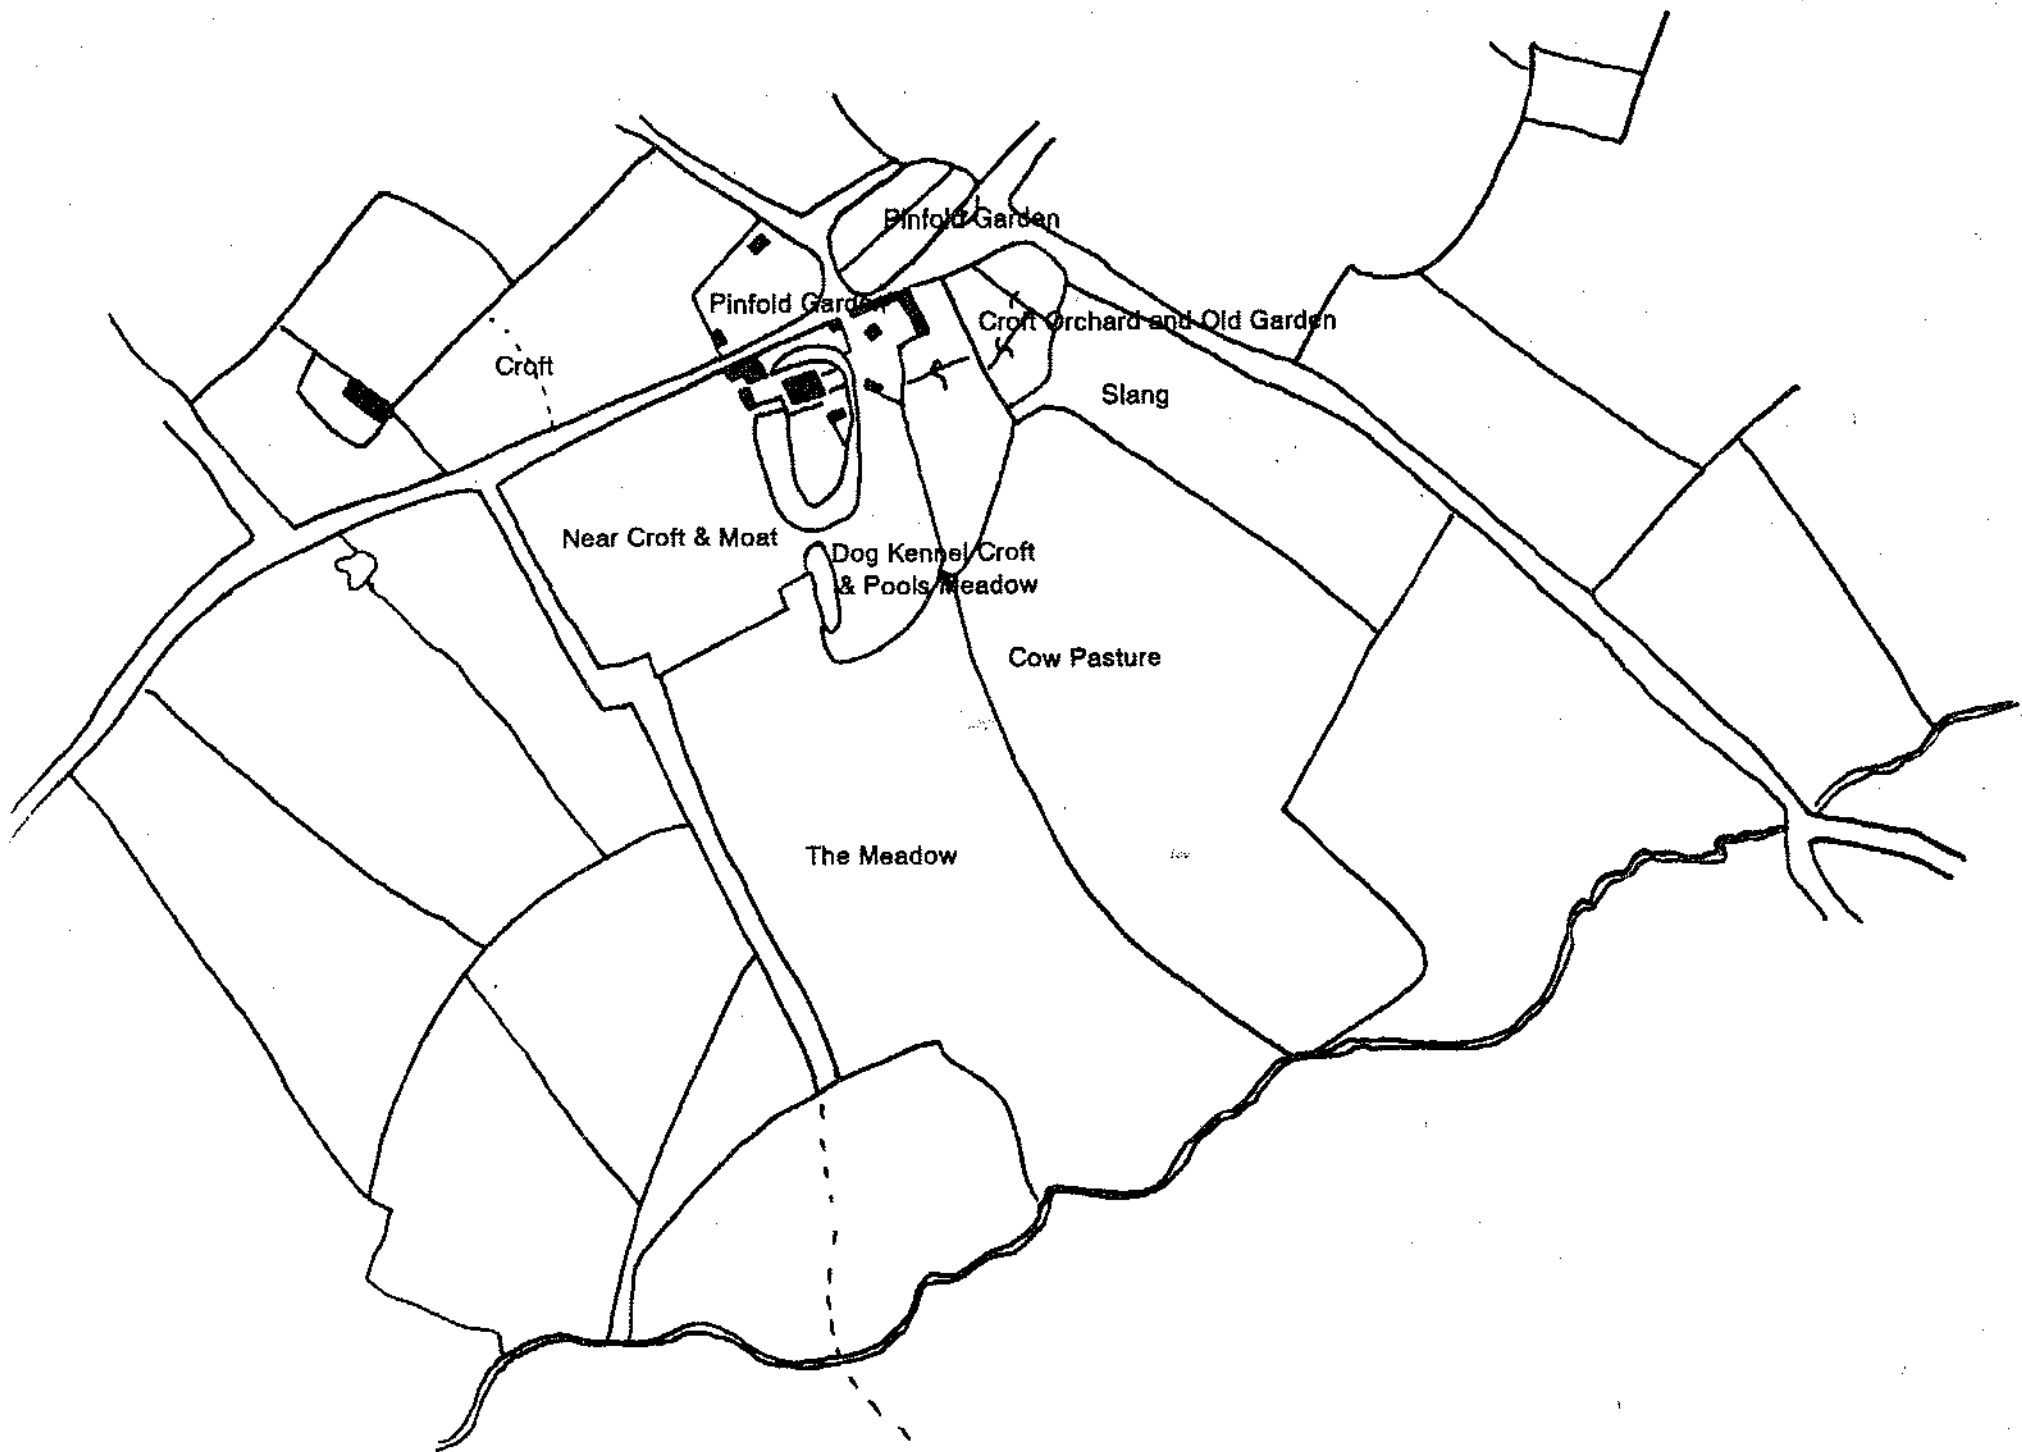 Pinfold Garden
Pinfold Garden
Croft Orchard and Old Garden
Croft
Slang
Near Croft & Moat
Dog Kennel Croft
& Pools Meadow
Cow Pasture
The Meadow